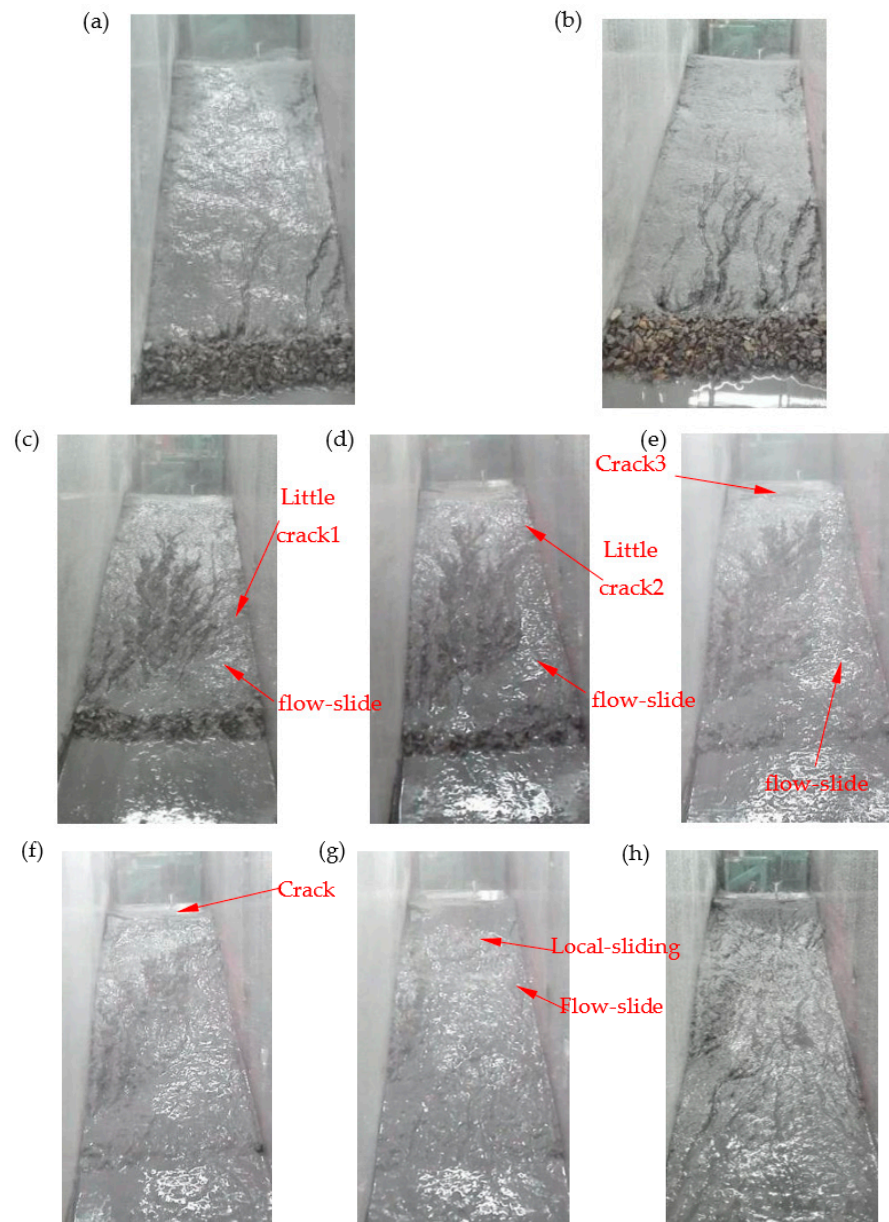 (a)
(b)
(c)
(d)
(e)
Crack3
Little
crack1
Little
crack2
flow-slide
flow-slide
flow-slide
(f)
(g)
(h)
Crack
Local-sliding
Flow-slide